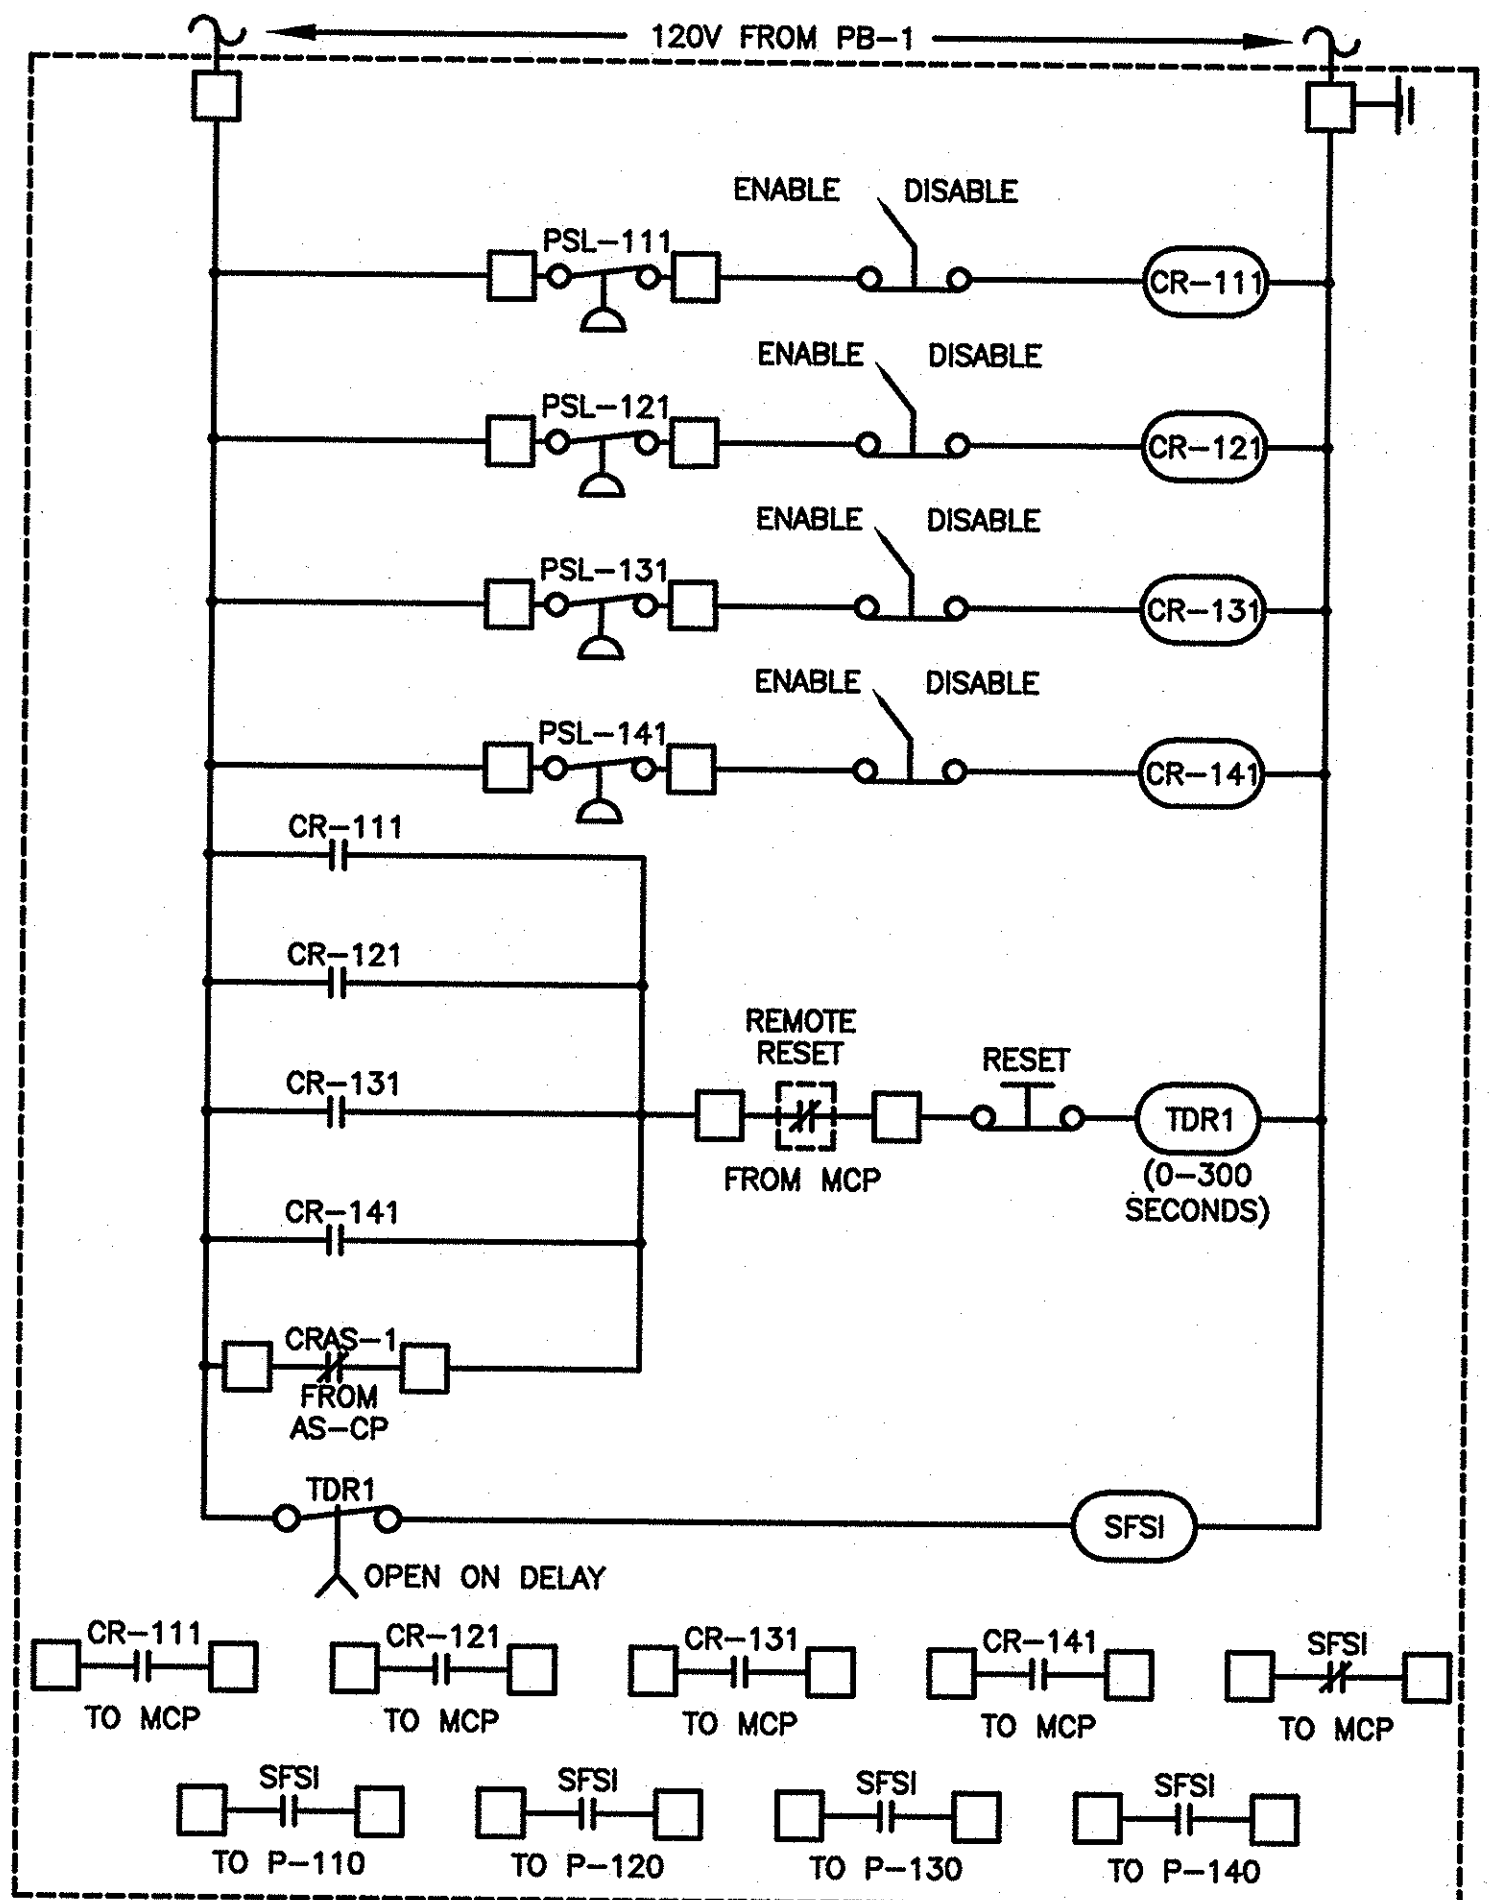 120V FROM PB-1
ENABLE DISABLE
PSL-111
CR-111
ENABLE DISABLE
PSL-121
CR-121
ENABLE DISABLE
PSL-131
CR-131
ENABLE DISABLE
PSL-141
CR-141
CR-111
CR-121
REMOTE
RESET
RESET
CR-131
TDR1
FROM MCP
(0-300
SECONDS)
CR-141
CRAS-1
FROM
AS-CP
TDR1
SFSI
OPEN ON DELAY
CR-111 CR-121 CR-131 CR-141 SFSI
TO MCP TO MCP TO MCP TO MCP TO MCP
SFSI SFSI SFSI SFSI
TO P-110 TO P-120 TO P-130 TO P-140